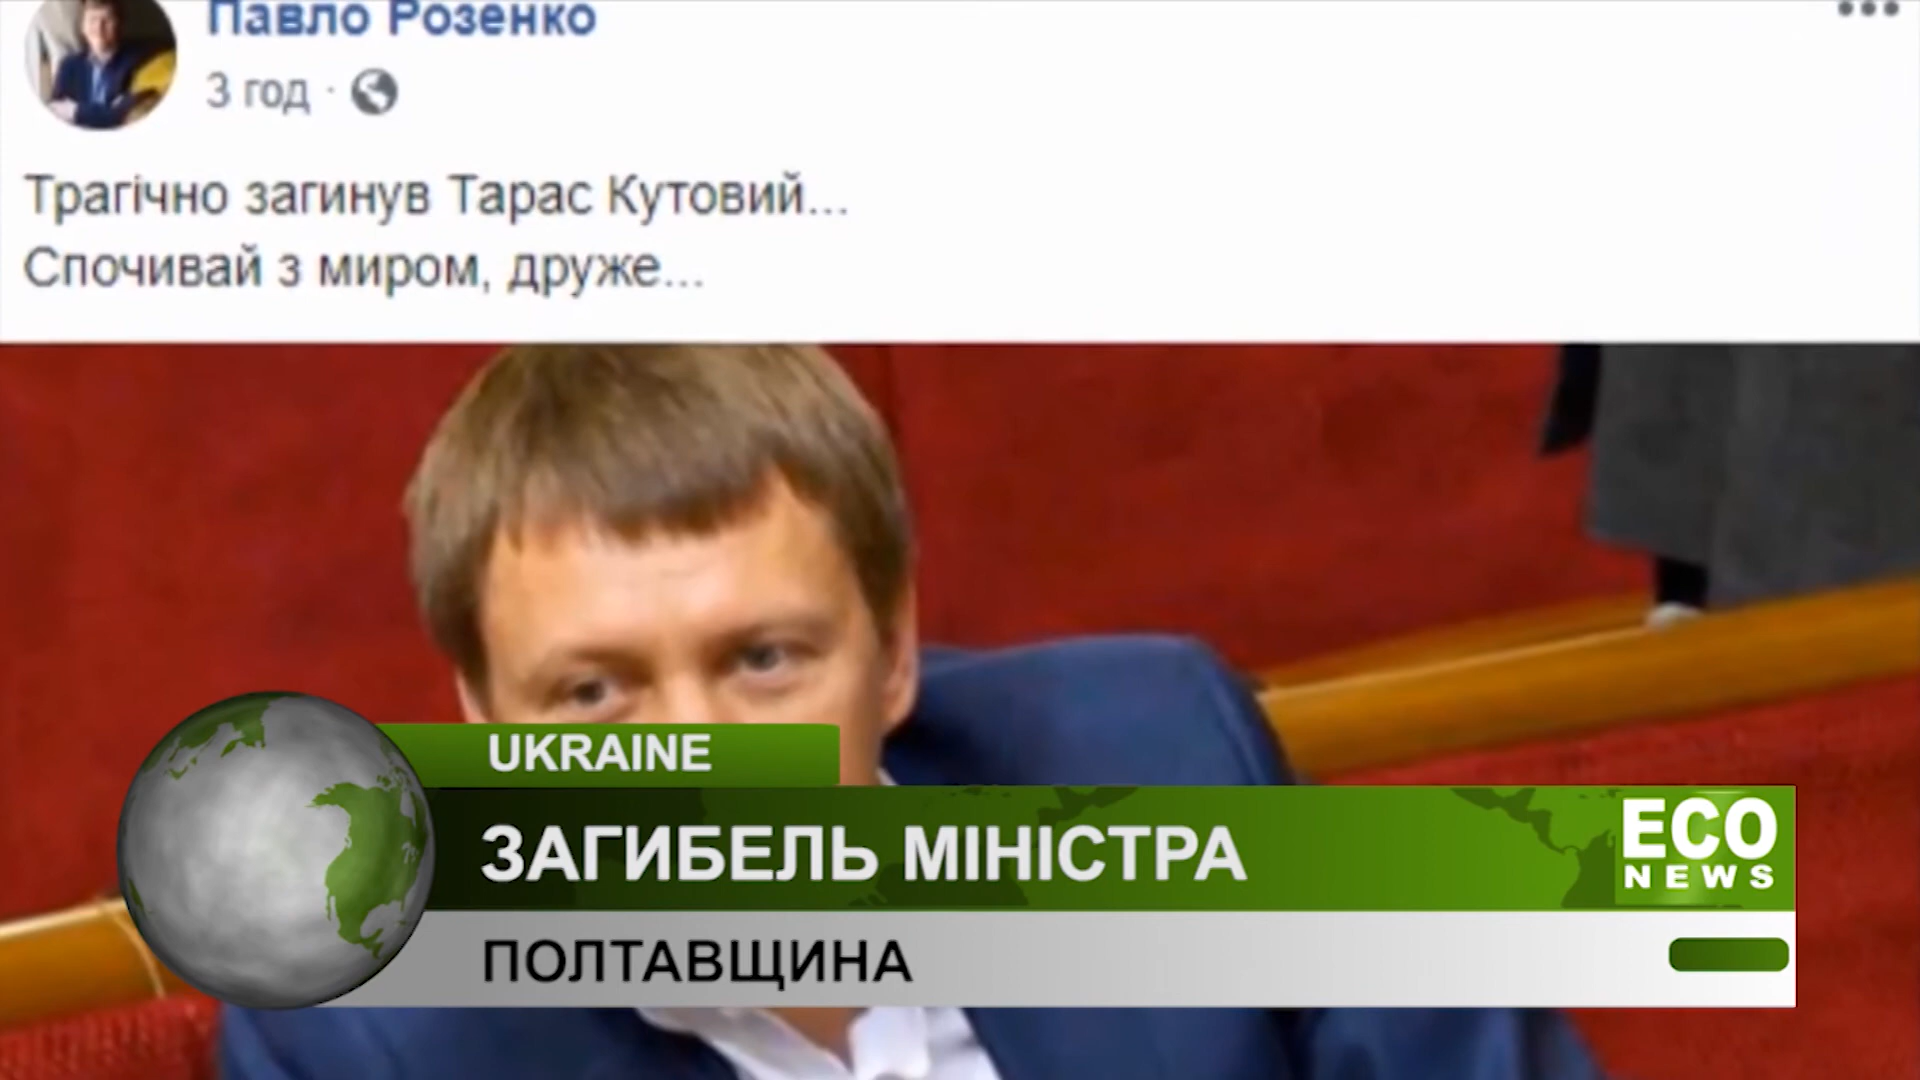 Павло Розенко
3 год ·
Трагічно загинув Тарас Кутовий...
Спочивай з миром, друже...
UKRAINE
ЗАГИБЕЛЬ МІНІСТРА
ECO
NEWS
ПОЛТАВЩИНА